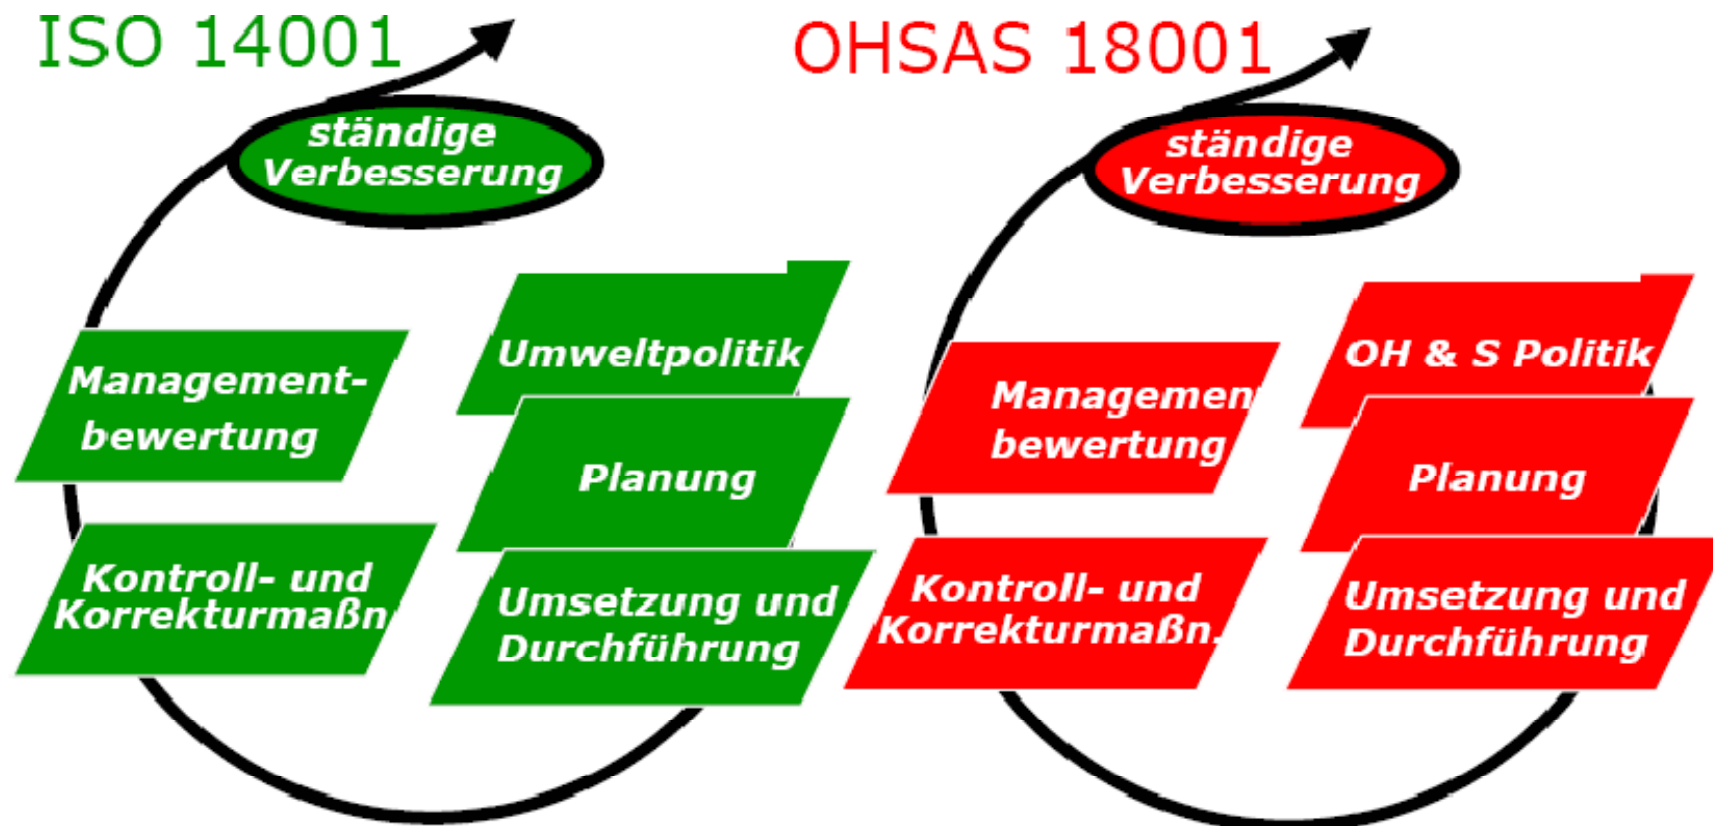 ISO 14001
ständige
Verbesserung
Umweltpolitik
Management-
bewertung
Planung
Kontroll- und
Korrekturmaßn
Umsetzung und
Durchführung
OHSAS 18001
ständige
Verbesserung
OH & S Politik
Managemen
bewertung
Planung
Kontroll- und
Korrekturmaßn.
Umsetzung und
Durchführung